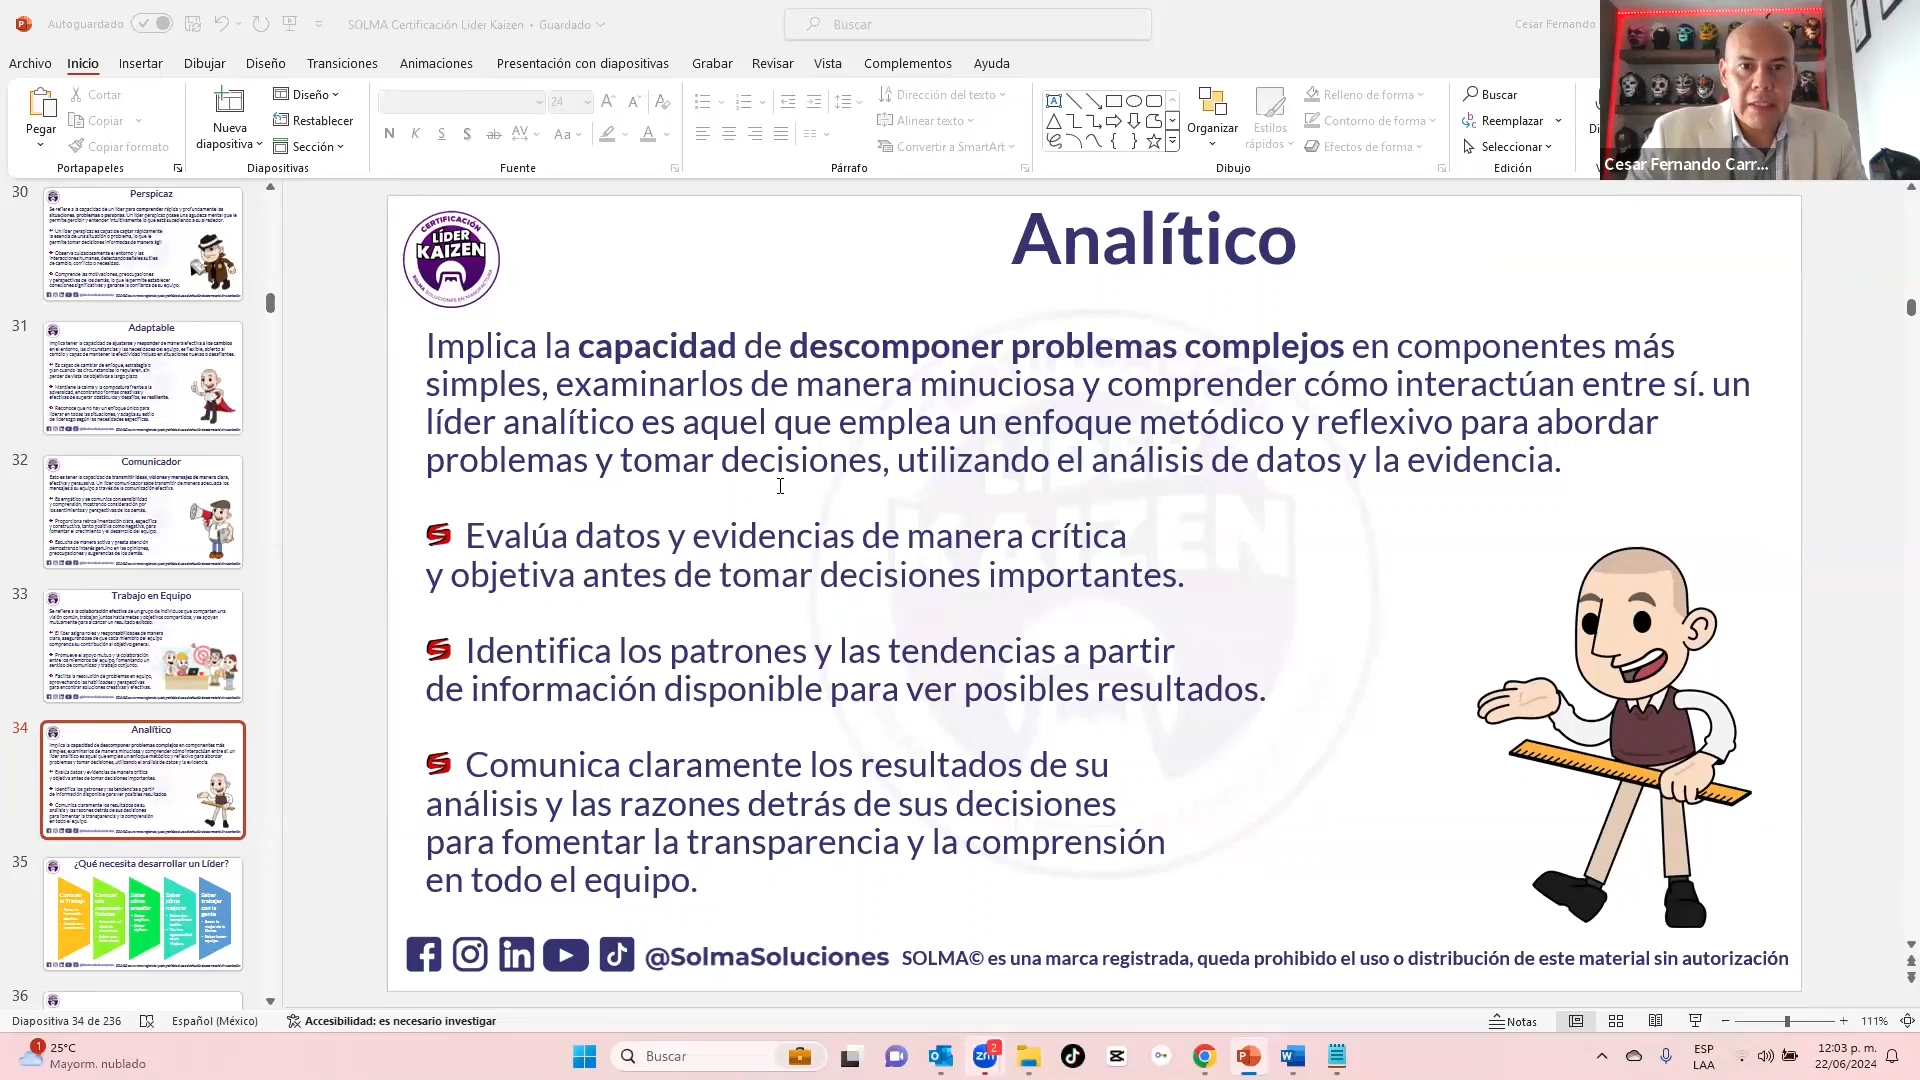 Autoguardado
SOLMA Certificación Lider Kaizen • Guardado
Buscar
Cesar Fernando
Archivo Inicio Insertar Dibujar Diseño Transiciones Animaciones Presentación con diapositivas Grabar Revisar Vista Complementos Ayuda
Pegar
Cortar
Copiar
Copiar formato
Portapapeles
Nueva diapositiva
Diseño
Restablecer
Sección
Diapositivas
24
Fuente
Dirección del texto
Alinear texto
Convertir a SmartArt
Párrafo
Organizar
Estilos rápidos
Relleno de forma
Contorno de forma
Efectos de forma
Dibujo
Buscar
Reemplazar
Seleccionar
Edición
Cesar Fernando Carr...
30
Perspicaz
31
Adaptable
32
Comunicador
33
Trabajo en Equipo
34
Analítico
35
¿Qué necesita desarrollar un Líder?
36
CERTIFICACIÓN
LÍDER
KAIZEN
SOLMA SOLUCIONES EN MANUFACTURA
Analítico
Implica la capacidad de descomponer problemas complejos en componentes más
simples, examinarlos de manera minuciosa y comprender cómo interactúan entre sí. un
líder analítico es aquel que emplea un enfoque metódico y reflexivo para abordar
problemas y tomar decisiones, utilizando el análisis de datos y la evidencia.
Evalúa datos y evidencias de manera crítica
y objetiva antes de tomar decisiones importantes.
Identifica los patrones y las tendencias a partir
de información disponible para ver posibles resultados.
Comunica claramente los resultados de su
análisis y las razones detrás de sus decisiones
para fomentar la transparencia y la comprensión
en todo el equipo.
@SolmaSoluciones SOLMA© es una marca registrada, queda prohibido el uso o distribución de este material sin autorización
Diapositiva 34 de 236
Español (México)
Accesibilidad: es necesario investigar
Notas
111%
1
25°C
Mayorm. nublado
Buscar
zm
2
ESP
LAA
12:03 p. m.
22/06/2024